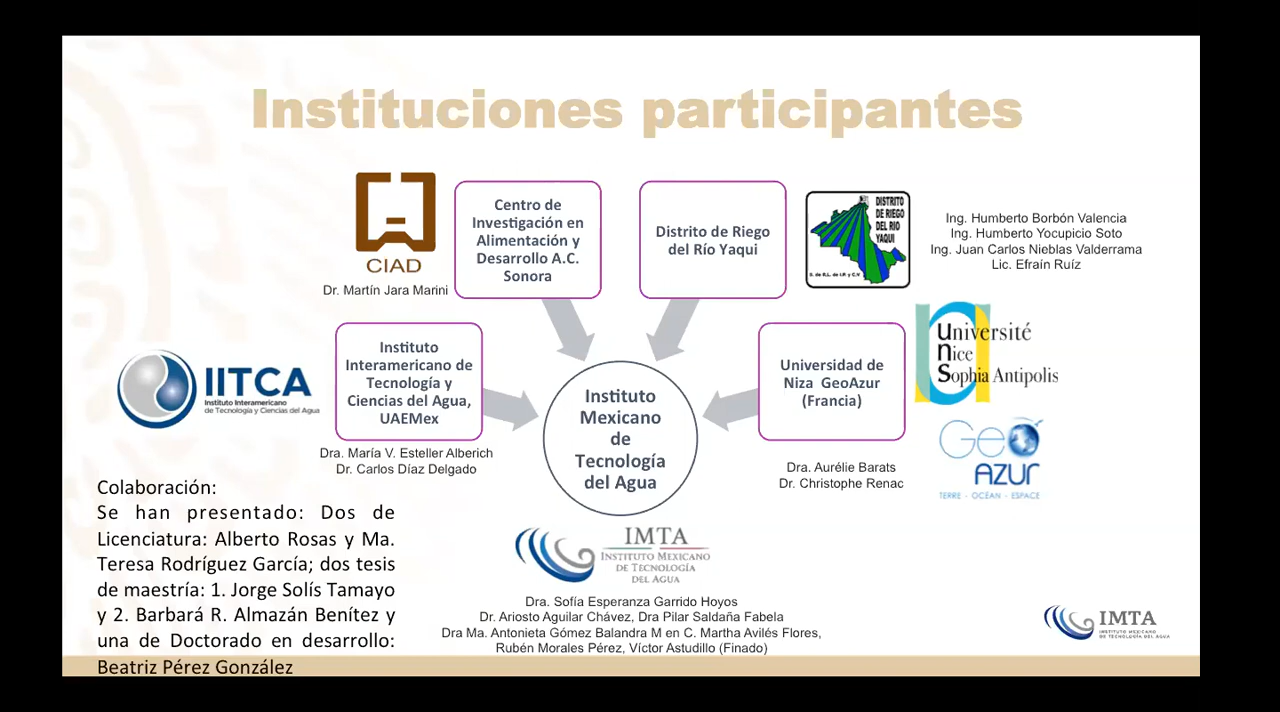 Instituciones participantes
CIAD
Dr. Martín Jara Marini
Centro de
Investigación en
Alimentación y
Desarrollo A.C.
Sonora
Distrito de Riego
del Río Yaqui
DISTRITO
DE RIEGO
DEL RIO
YAQUI
S. de R.L. de I.P. y C.V.
Ing. Humberto Borbón Valencia
Ing. Humberto Yocupicio Soto
Ing. Juan Carlos Nieblas Valderrama
Lic. Efraín Ruíz
IITCA
Instituto Interamericano
de Tecnología y Ciencias del Agua
Instituto
Interamericano de
Tecnología y
Ciencias del Agua,
UAEMex
Dra. María V. Esteller Alberich
Dr. Carlos Díaz Delgado
Instituto
Mexicano
de
Tecnología
del Agua
Universidad de
Niza GeoAzur
(Francia)
Université
Nice
Sophia Antipolis
Dra. Aurélie Barats
Dr. Christophe Renac
Geo
AZUR
TERRE - OCÉAN - ESPACE
Colaboración:
Se han presentado: Dos de
Licenciatura: Alberto Rosas y Ma.
Teresa Rodríguez García; dos tesis
de maestría: 1. Jorge Solís Tamayo
y 2. Barbará R. Almazán Benítez y
una de Doctorado en desarrollo:
Beatriz Pérez González
IMTA
INSTITUTO MEXICANO
DE TECNOLOGÍA
DEL AGUA
Dra. Sofía Esperanza Garrido Hoyos
Dr. Ariosto Aguilar Chávez, Dra Pilar Saldaña Fabela
Dra Ma. Antonieta Gómez Balandra M en C. Martha Avilés Flores,
Rubén Morales Pérez, Víctor Astudillo (Finado)
IMTA
INSTITUTO MEXICANO
DE TECNOLOGÍA DEL AGUA